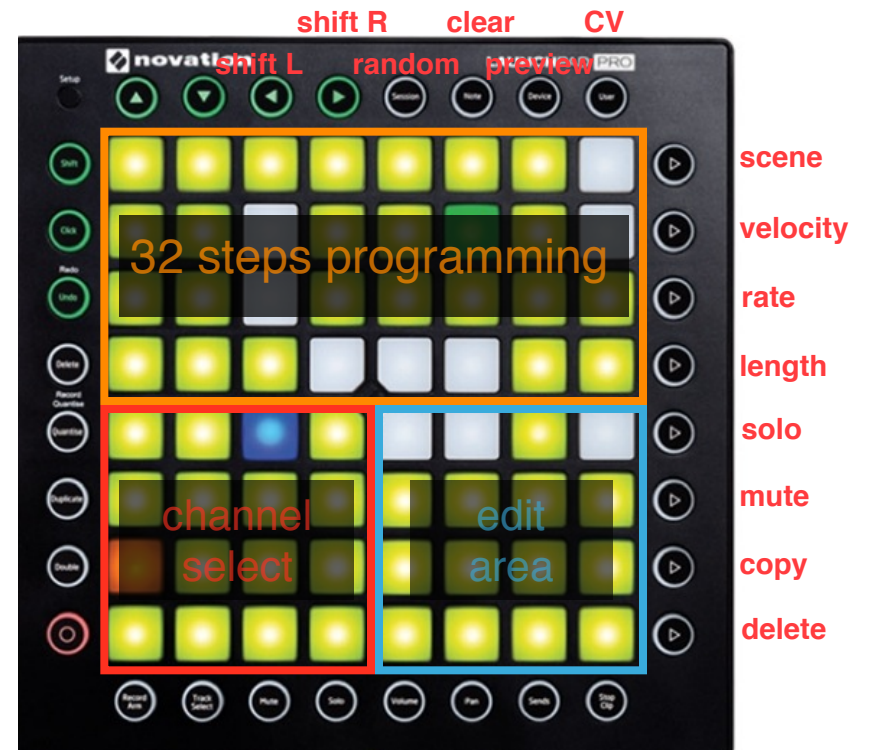 shift R clear CV
novation
PRO
shift L random preview
Setup
Session Note Device User
Shift
scene
Click
velocity
32 steps programming
Redo
Undo
rate
Delete
length
Record
Quantise
Quantise
solo
Duplicate
mute
channel
select
edit
area
Double
copy
delete
Record
Arm
Track
Select
Mute
Solo
Volume
Pan
Sends
Stop
Clip